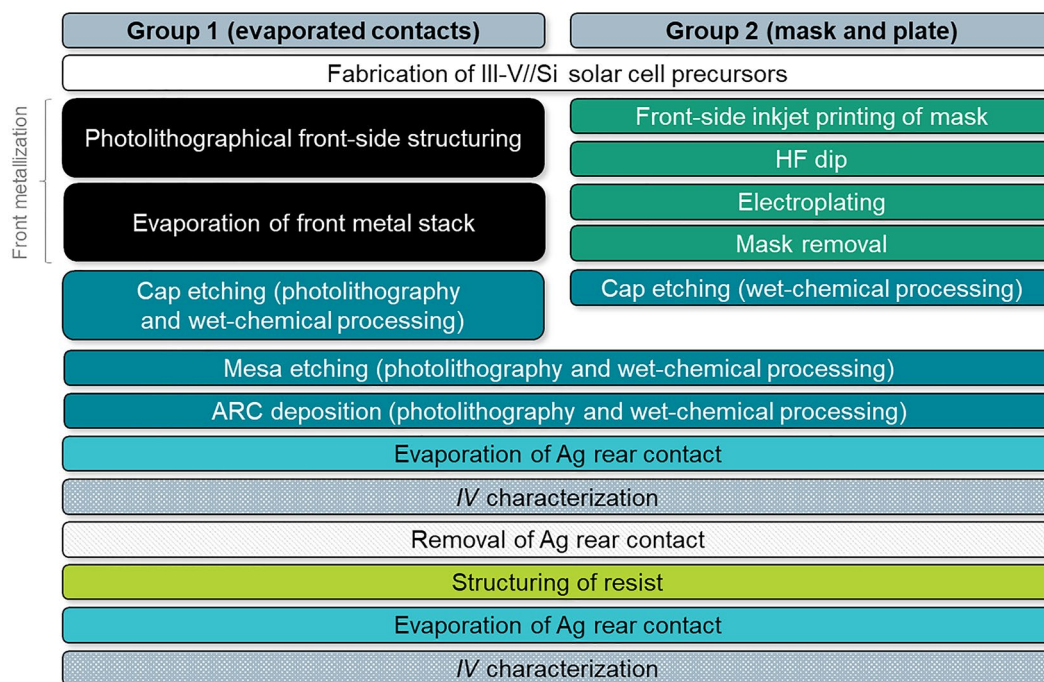 Group 1 (evaporated contacts)
Group 2 (mask and plate)
Fabrication of III-V//Si solar cell precursors
Front metallization
Photolithographical front-side structuring
Evaporation of front metal stack
Front-side inkjet printing of mask
HF dip
Electroplating
Mask removal
Cap etching (photolithography
and wet-chemical processing)
Cap etching (wet-chemical processing)
Mesa etching (photolithography and wet-chemical processing)
ARC deposition (photolithography and wet-chemical processing)
Evaporation of Ag rear contact
IV characterization
Removal of Ag rear contact
Structuring of resist
Evaporation of Ag rear contact
IV characterization